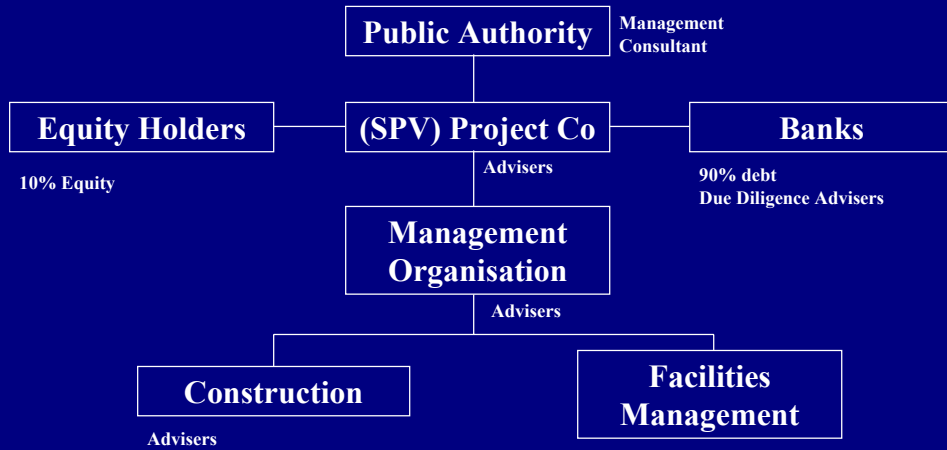 Public Authority
Management
Consultant
Equity Holders
(SPV) Project Co
Banks
10% Equity
Advisers
90% debt
Due Diligence Advisers
Management
Organisation
Advisers
Construction
Facilities
Management
Advisers